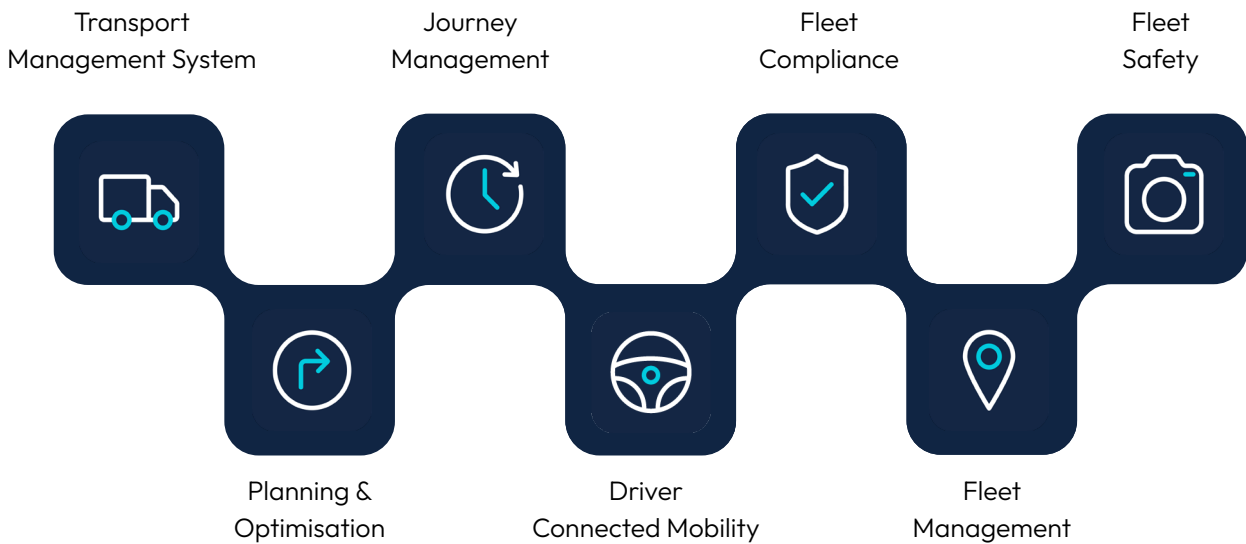 Transport
Management System
Journey
Management
Fleet
Compliance
Fleet
Safety
Planning &
Optimisation
Driver
Connected Mobility
Fleet
Management